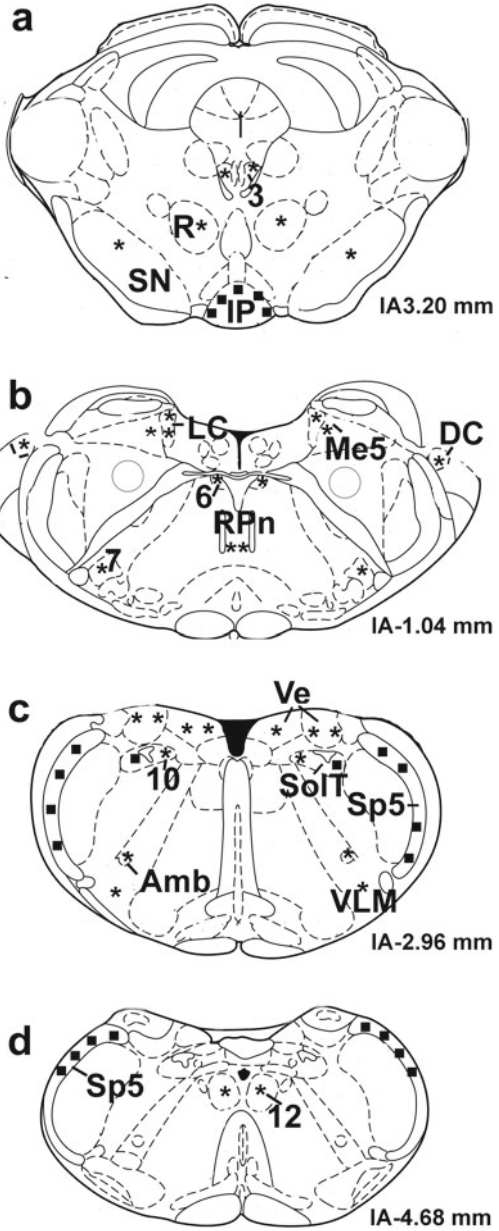 a
3
R*
SN
IP
IA3.20 mm
b
LC
Me5
DC
6
RPn
7
IA-1.04 mm
c
Ve
10
SolT
Sp5
Amb
VLM
IA-2.96 mm
d
Sp5
12
IA-4.68 mm